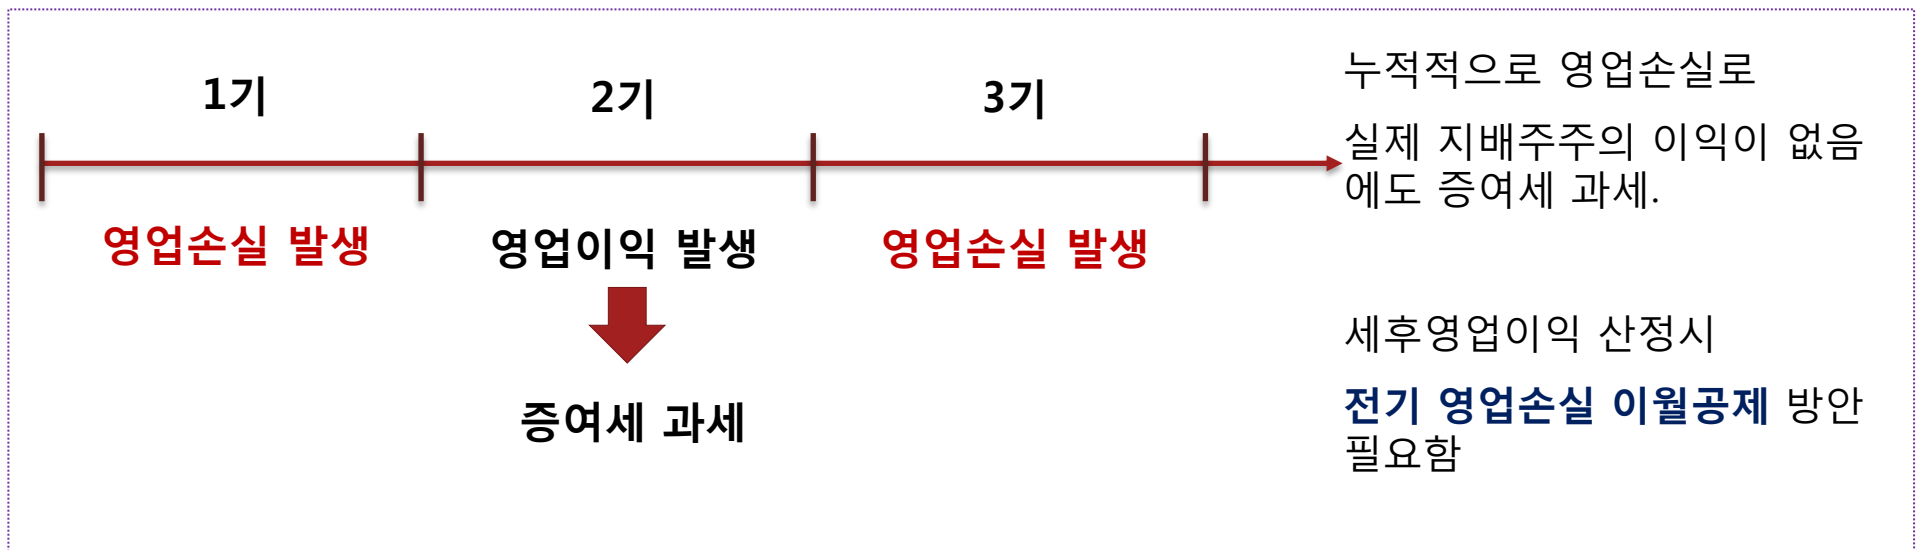 1기
2기
3기
영업손실 발생
영업이익 발생
영업손실 발생
증여세 과세
누적적으로 영업손실로
실제 지배주주의 이익이 없음
에도 증여세 과세.
세후영업이익 산정시
전기 영업손실 이월공제 방안
필요함